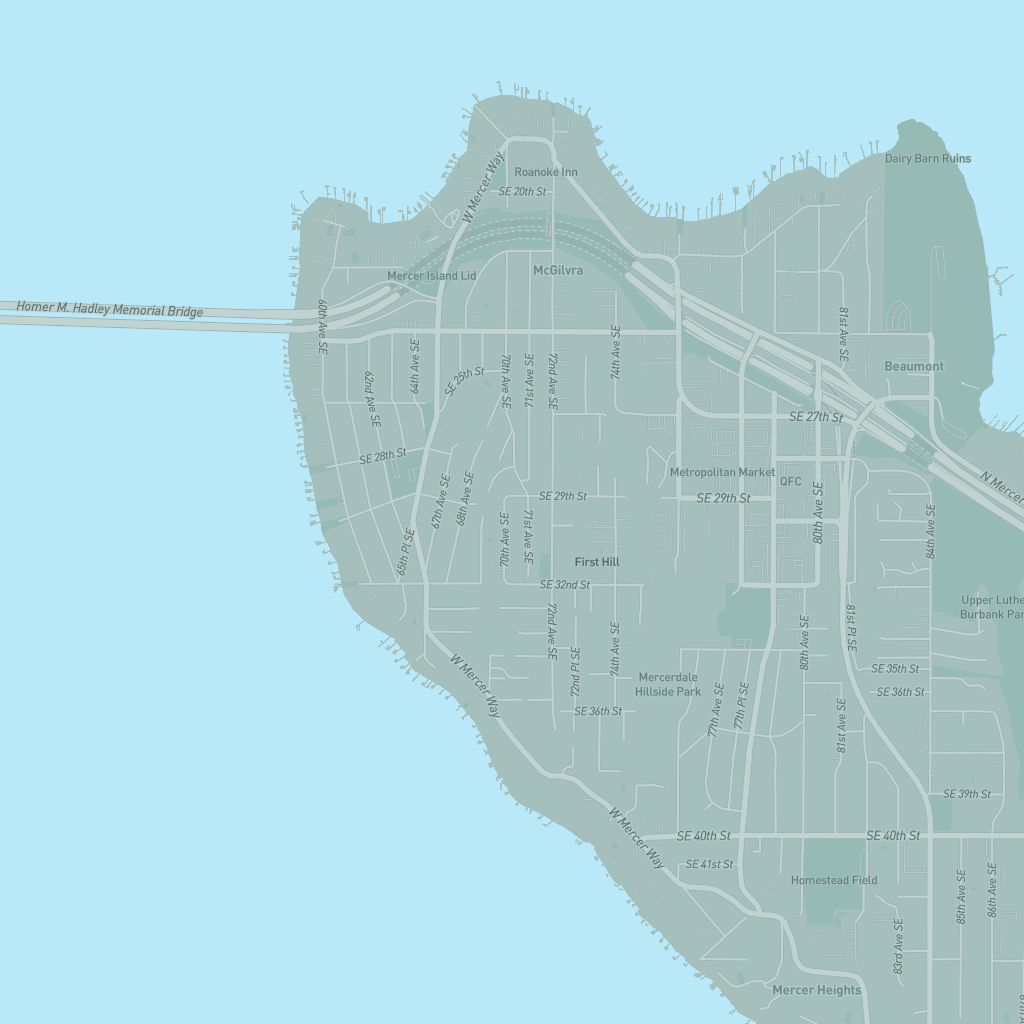 Dairy Barn Ruins
Roanoke Inn
W Mercer Way
SE 20th St
McGilvra
Mercer Island Lid
Homer M. Hadley Memorial Bridge
60th Ave SE
81st Ave SE
64th Ave SE
74th Ave SE
Beaumont
SE 25th St
70th Ave SE
71st Ave SE
72nd Ave SE
62nd Ave SE
SE 27th St
SE 28th St
Metropolitan Market
QFC
N Mercer
67th Ave SE
68th Ave SE
SE 29th St
SE 29th St
80th Ave SE
71st Ave SE
70th Ave SE
84th Ave SE
65th Pl SE
First Hill
SE 32nd St
Upper Luthe
Burbank Par
72nd Ave SE
74th Ave SE
80th Ave SE
81st Pl SE
72nd Pl SE
SE 35th St
W Mercer Way
Mercerdale
Hillside Park
SE 36th St
77th Ave SE
77th Pl SE
SE 36th St
81st Ave SE
SE 39th St
W Mercer Way
SE 40th St
SE 40th St
SE 41st St
Homestead Field
85th Ave SE
86th Ave SE
83rd Ave SE
Mercer Heights